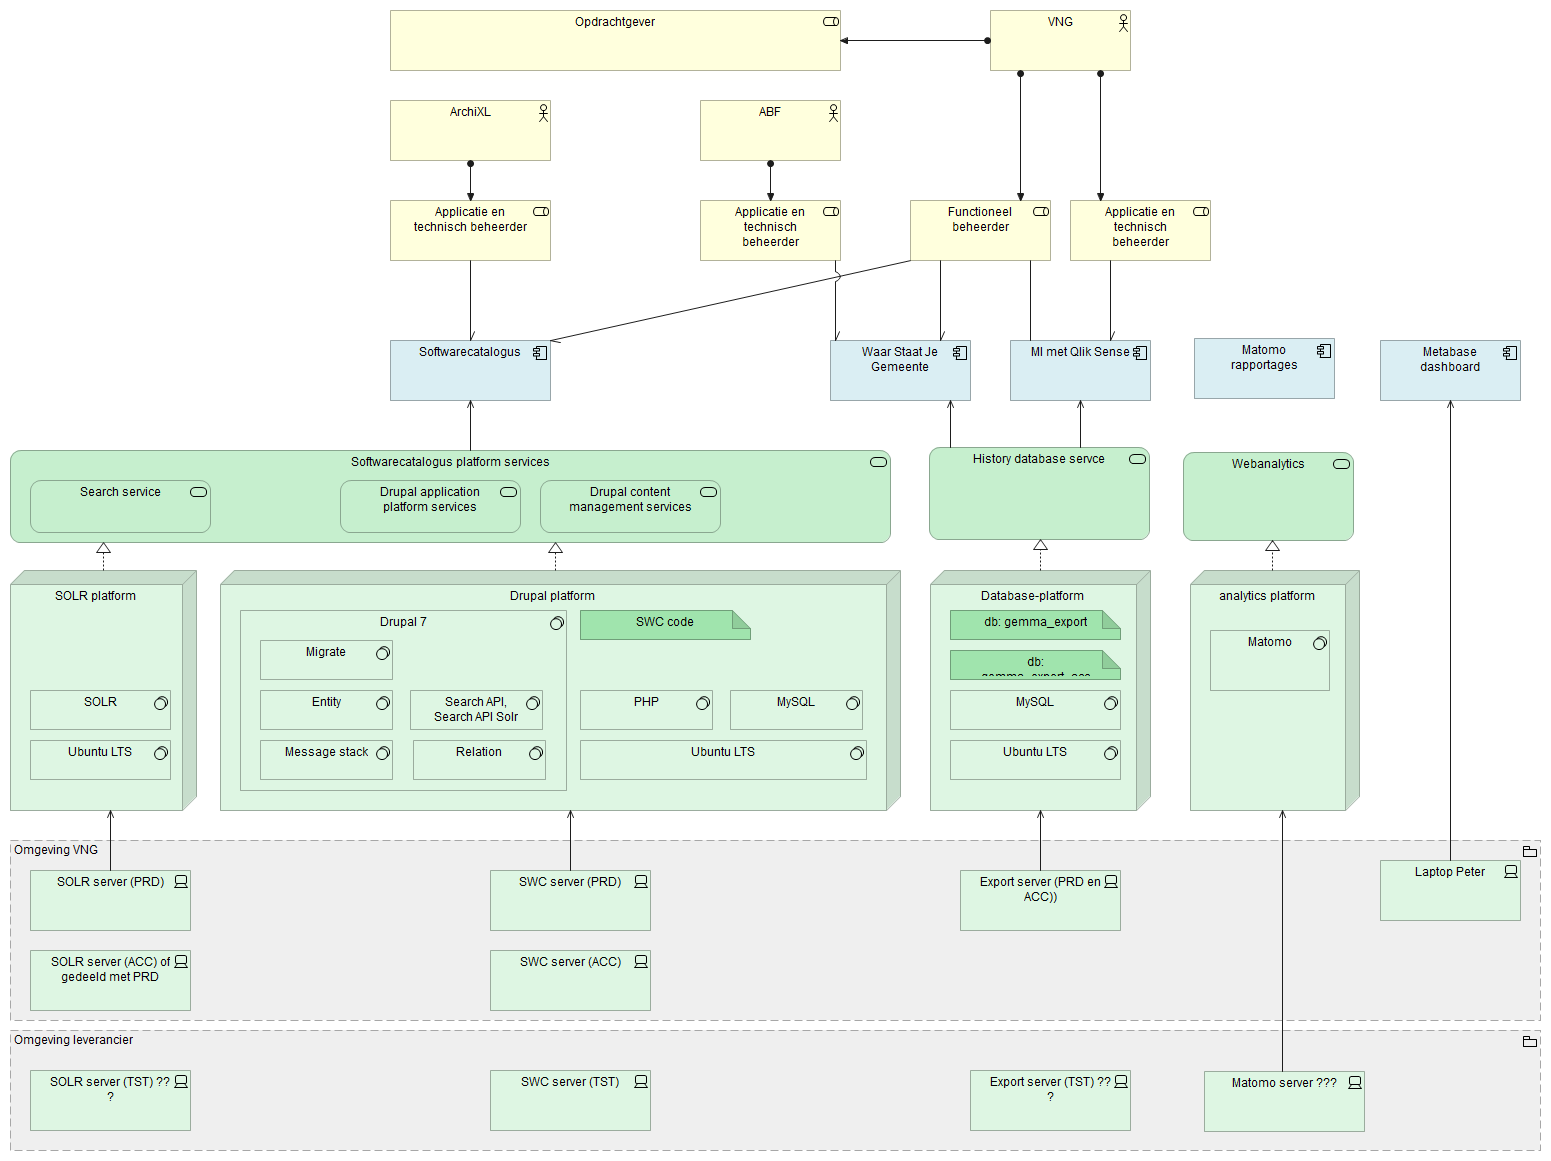 Opdrachtgever
VNG
ArchiXL
ABF
Applicatie en
technisch beheerder
Applicatie en
technisch
beheerder
Functioneel
beheerder
Applicatie en
technisch
beheerder
Softwarecatalogus
Waar Staat Je
Gemeente
MI met Qlik Sense
Matomo
rapportages
Metabase
dashboard
Softwarecatalogus platform services
Search service
Drupal application
platform services
Drupal content
management services
History database servce
Webanalytics
SOLR platform
SOLR
Ubuntu LTS
Drupal platform
Drupal 7
Migrate
Entity
Search API,
Search API Solr
Message stack
Relation
SWC code
PHP
MySQL
Ubuntu LTS
Database-platform
db: gemma_export
db:
MySQL
Ubuntu LTS
analytics platform
Matomo
Omgeving VNG
SOLR server (PRD)
SWC server (PRD)
Export server (PRD en
ACC))
Laptop Peter
SOLR server (ACC) of
gedeeld met PRD
SWC server (ACC)
Omgeving leverancier
SOLR server (TST) ??
?
SWC server (TST)
Export server (TST) ??
?
Matomo server ???